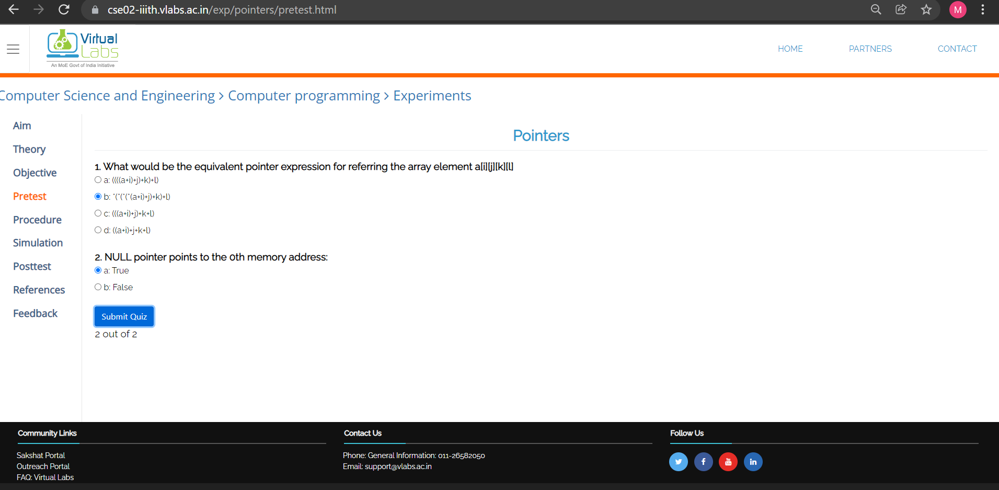 cse02-iiith.vlabs.ac.in/exp/pointers/pretest.html
M
Virtual
Labs
An MoE Govt of India Initiative
HOME
PARTNERS
CONTACT
Computer Science and Engineering > Computer programming > Experiments
Aim
Theory
Objective
Pretest
Procedure
Simulation
Posttest
References
Feedback
Pointers
1. What would be the equivalent pointer expression for referring the array element a[i][j][k][l]
a: ((((a+i)+j)+k)+l)
b: *(*(*(*(a+i)+j)+k)+l)
c: (((a+i)+j)+k+l)
d: ((a+i)+j+k+l)
2. NULL pointer points to the 0th memory address:
a: True
b: False
Submit Quiz
2 out of 2
Community Links
Sakshat Portal
Outreach Portal
FAQ: Virtual Labs
Contact Us
Phone: General Information: 011-26582050
Email: support@vlabs.ac.in
Follow Us
You
Tube